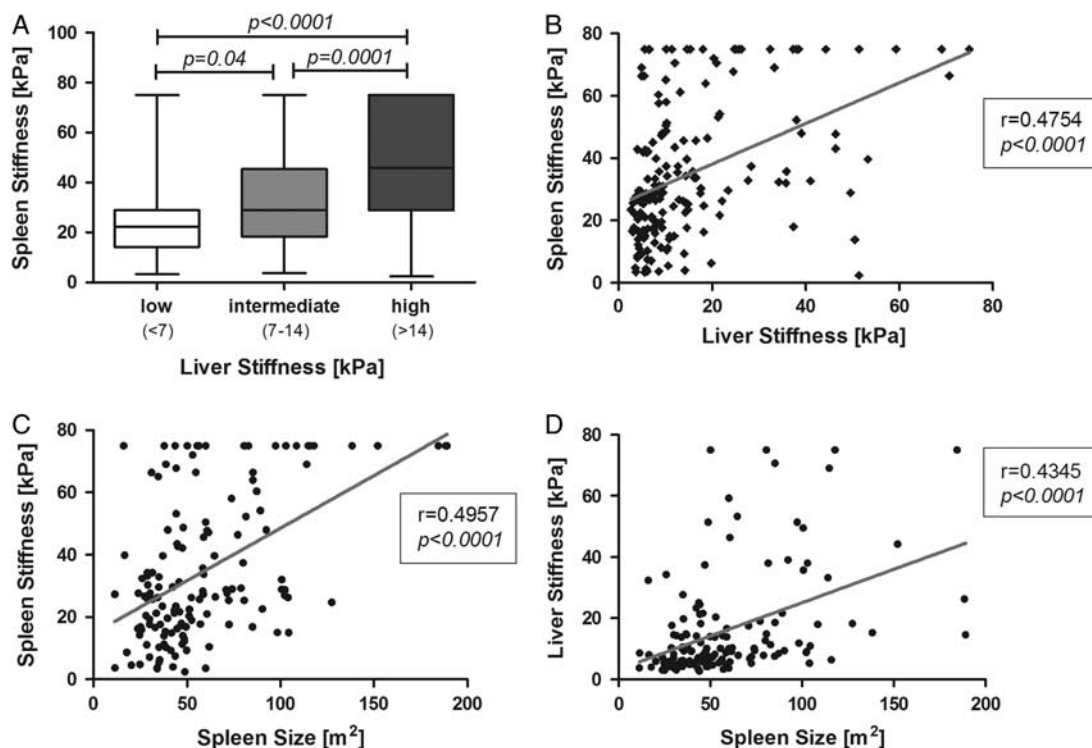 A
p<0.0001
p=0.04
p=0.0001
Spleen Stiffness [kPa]
100
80
60
40
20
0
low
intermediate
high
(<7)
(7-14)
(>14)
Liver Stiffness [kPa]
B
Spleen Stiffness [kPa]
80
60
40
20
0
0
20
40
60
80
Liver Stiffness [kPa]
r=0.4754
p<0.0001
C
Spleen Stiffness [kPa]
80
60
40
20
0
0
50
100
150
200
Spleen Size [m²]
r=0.4957
p<0.0001
D
Liver Stiffness [kPa]
80
60
40
20
0
0
50
100
150
200
Spleen Size [m²]
r=0.4345
p<0.0001